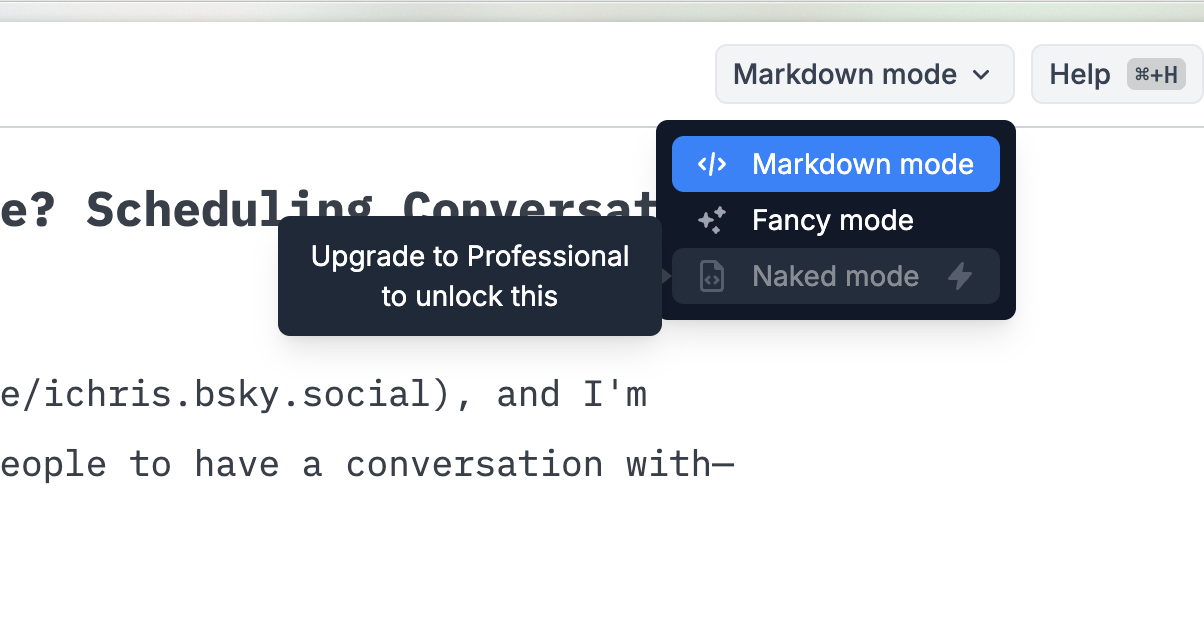 Markdown mode
Help ⌘+H
</> Markdown mode
Fancy mode
Naked mode
Upgrade to Professional
to unlock this
e? Scheduling Conversat
e/ichris.bsky.social), and I'm
eople to have a conversation with—